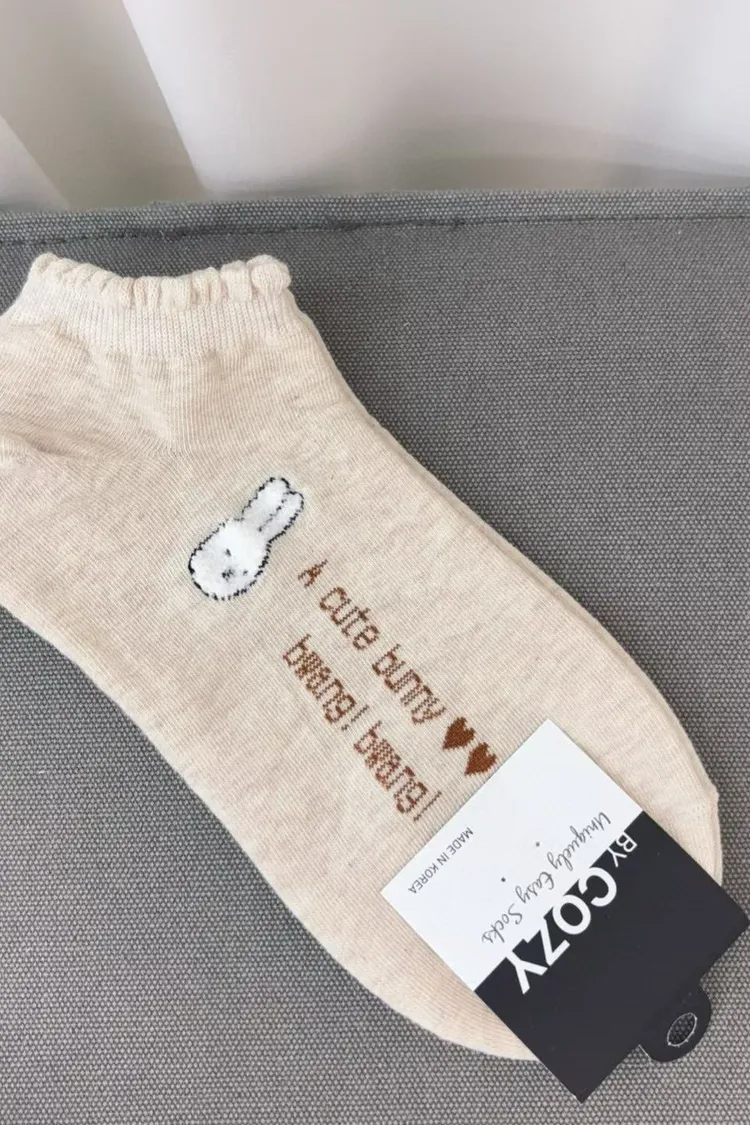 A cute bunny ♥♥
bwang! bwang!
MADE IN KOREA
Uniquely Easy Socks
BY COZY